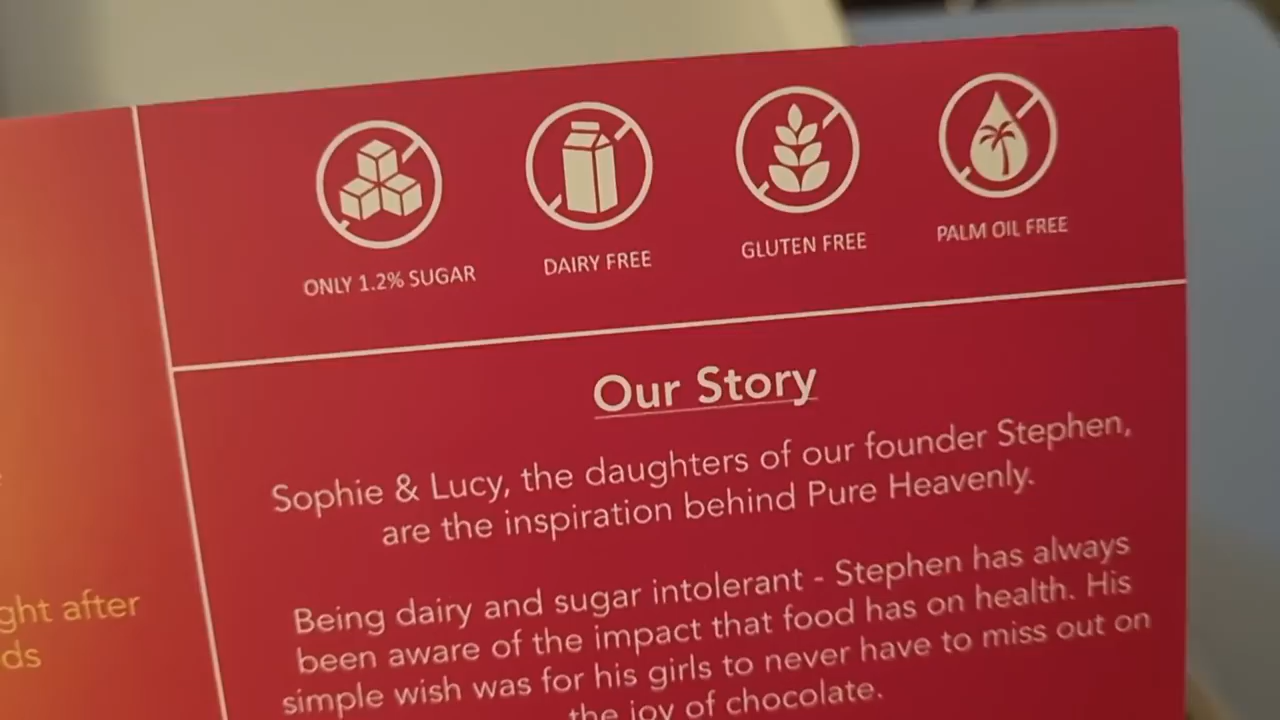 ONLY 1.2% SUGAR
DAIRY FREE
GLUTEN FREE
PALM OIL FREE
Our Story
Sophie & Lucy, the daughters of our founder Stephen,
are the inspiration behind Pure Heavenly.
Being dairy and sugar intolerant - Stephen has always
been aware of the impact that food has on health. His
simple wish was for his girls to never have to miss out on
the joy of chocolate.
ght after
ds